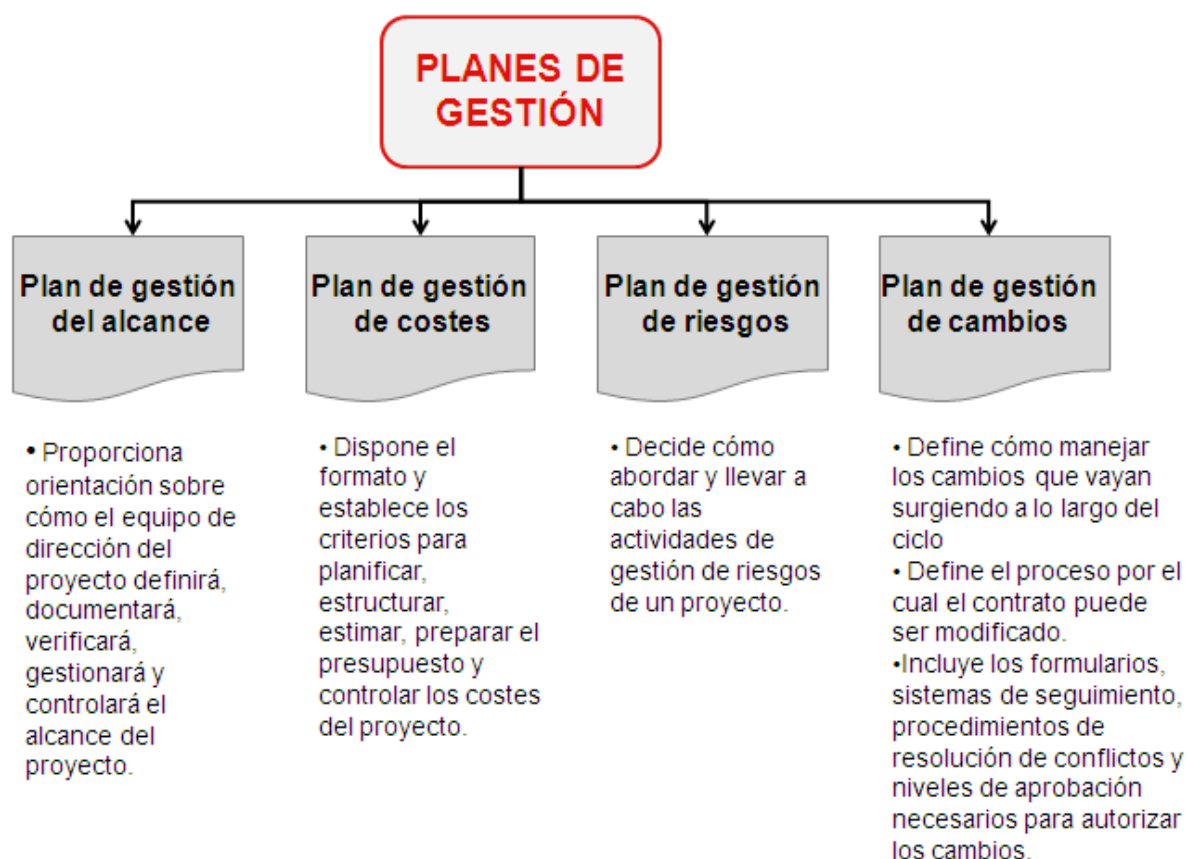 PLANES DE
GESTIÓN
Plan de gestión
del alcance
Plan de gestión
de costes
Plan de gestión
de riesgos
Plan de gestión
de cambios
• Proporciona
orientación sobre
cómo el equipo de
dirección del
proyecto definirá,
documentará,
verificará,
gestionará y
controlará el
alcance del
proyecto.
• Dispone el
formato y
establece los
criterios para
planificar,
estructurar,
estimar, preparar el
presupuesto y
controlar los costes
del proyecto.
• Decide cómo
abordar y llevar a
cabo las
actividades de
gestión de riesgos
de un proyecto.
• Define cómo manejar
los cambios que vayan
surgiendo a lo largo del
ciclo
• Define el proceso por el
cual el contrato puede
ser modificado.
•Incluye los formularios,
sistemas de seguimiento,
procedimientos de
resolución de conflictos y
niveles de aprobación
necesarios para autorizar
los cambios.